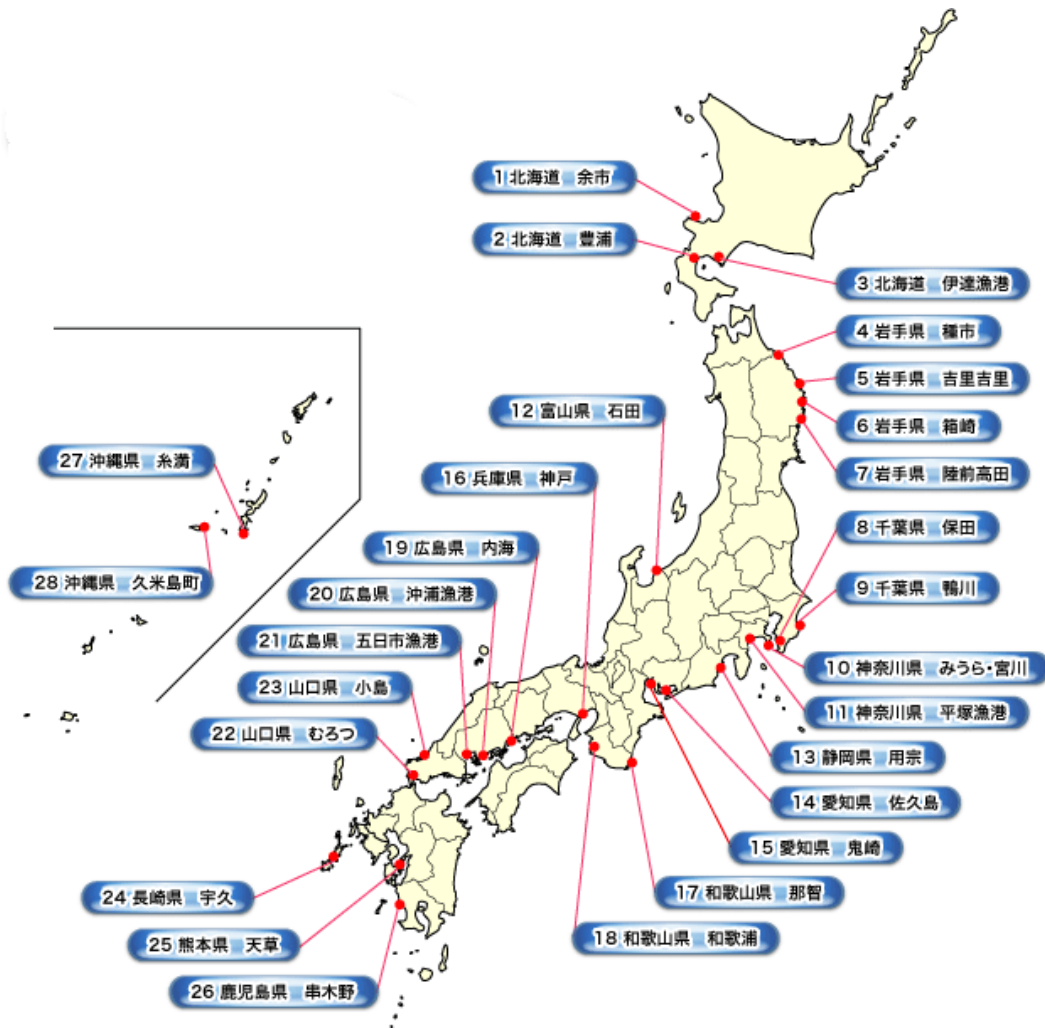 1 北海道 余市
2 北海道 豊浦
3 北海道 伊達漁港
4 岩手県 種市
5 岩手県 吉里吉里
6 岩手県 箱崎
7 岩手県 陸前高田
8 千葉県 保田
9 千葉県 鴨川
10 神奈川県 みうら・宮川
11 神奈川県 平塚漁港
12 富山県 石田
13 静岡県 用宗
14 愛知県 佐久島
15 愛知県 鬼崎
16 兵庫県 神戸
17 和歌山県 那智
18 和歌山県 和歌浦
19 広島県 内海
20 広島県 沖浦漁港
21 広島県 五日市漁港
23 山口県 小島
22 山口県 むろつ
24 長崎県 宇久
25 熊本県 天草
26 鹿児島県 串木野
27 沖縄県 糸満
28 沖縄県 久米島町